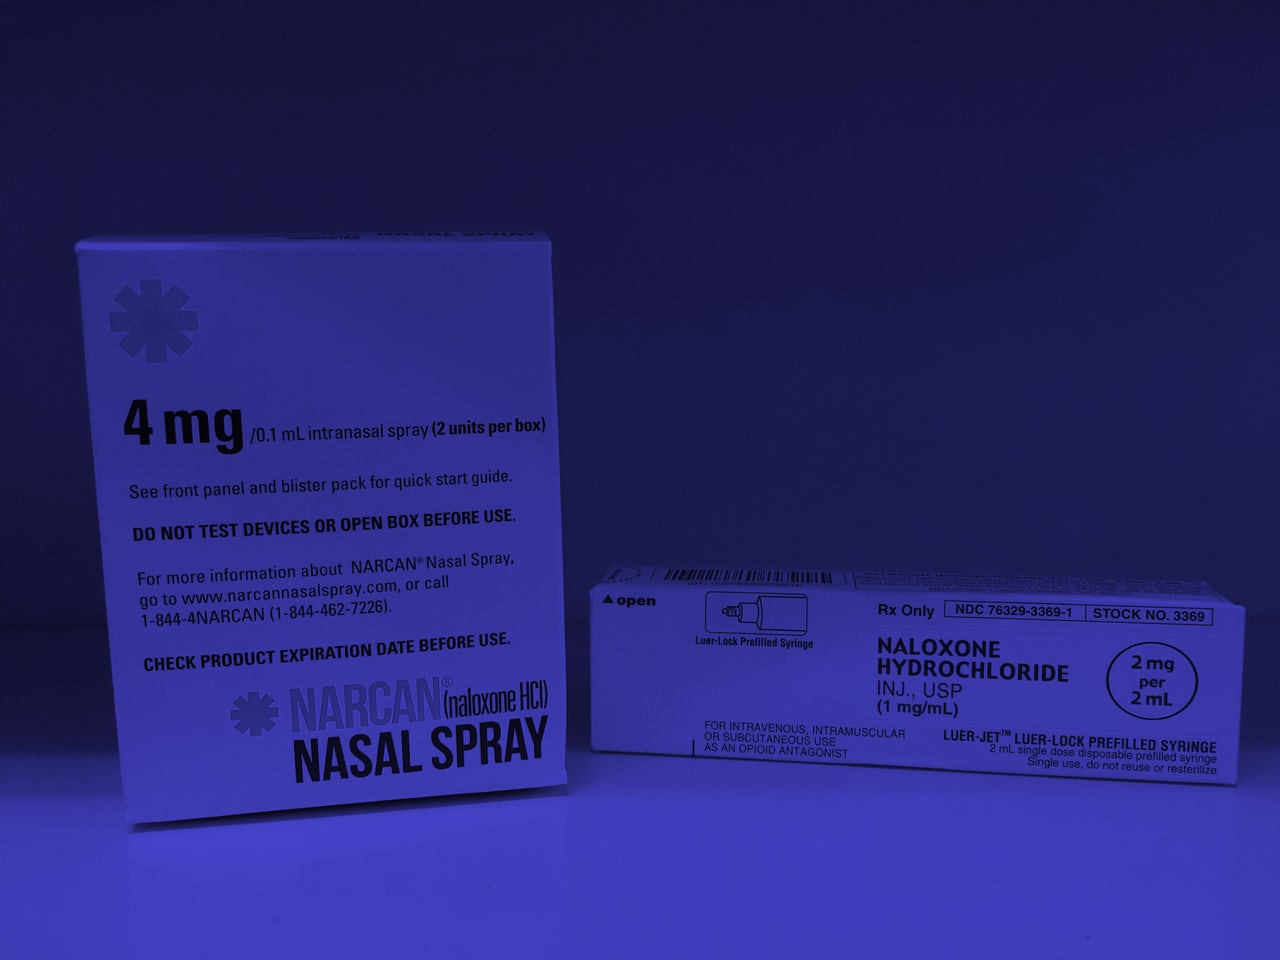 NASAL SPRAY
4 mg /0.1 mL intranasal spray (2 units per box)
See front panel and blister pack for quick start guide.
DO NOT TEST DEVICES OR OPEN BOX BEFORE USE.
For more information about NARCAN® Nasal Spray,
go to www.narcannasalspray.com, or call
1-844-4NARCAN (1-844-462-7226).
CHECK PRODUCT EXPIRATION DATE BEFORE USE.
NARCAN® (naloxone HCl)
NASAL SPRAY
▲ open
Luer-Lock Prefilled Syringe
Rx Only NDC 76329-3369-1 STOCK NO. 3369
NALOXONE
HYDROCHLORIDE
INJ., USP
(1 mg/mL)
2 mg
per
2 mL
FOR INTRAVENOUS, INTRAMUSCULAR
OR SUBCUTANEOUS USE
AS AN OPIOID ANTAGONIST
LUER-JET™ LUER-LOCK PREFILLED SYRINGE
2 mL single dose disposable prefilled syringe
Single use, do not reuse or resterilize.